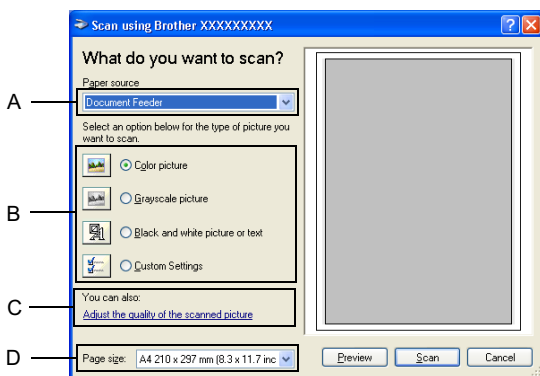 Scan using Brother XXXXXXXXX
What do you want to scan?
Paper source
A
Document Feeder
Select an option below for the type of picture you
want to scan.
Color picture
Grayscale picture
B
Black and white picture or text
Custom Settings
You can also:
C
Adjust the quality of the scanned picture
D
Page size:
A4 210 x 297 mm (8.3 x 11.7 inc
Preview
Scan
Cancel